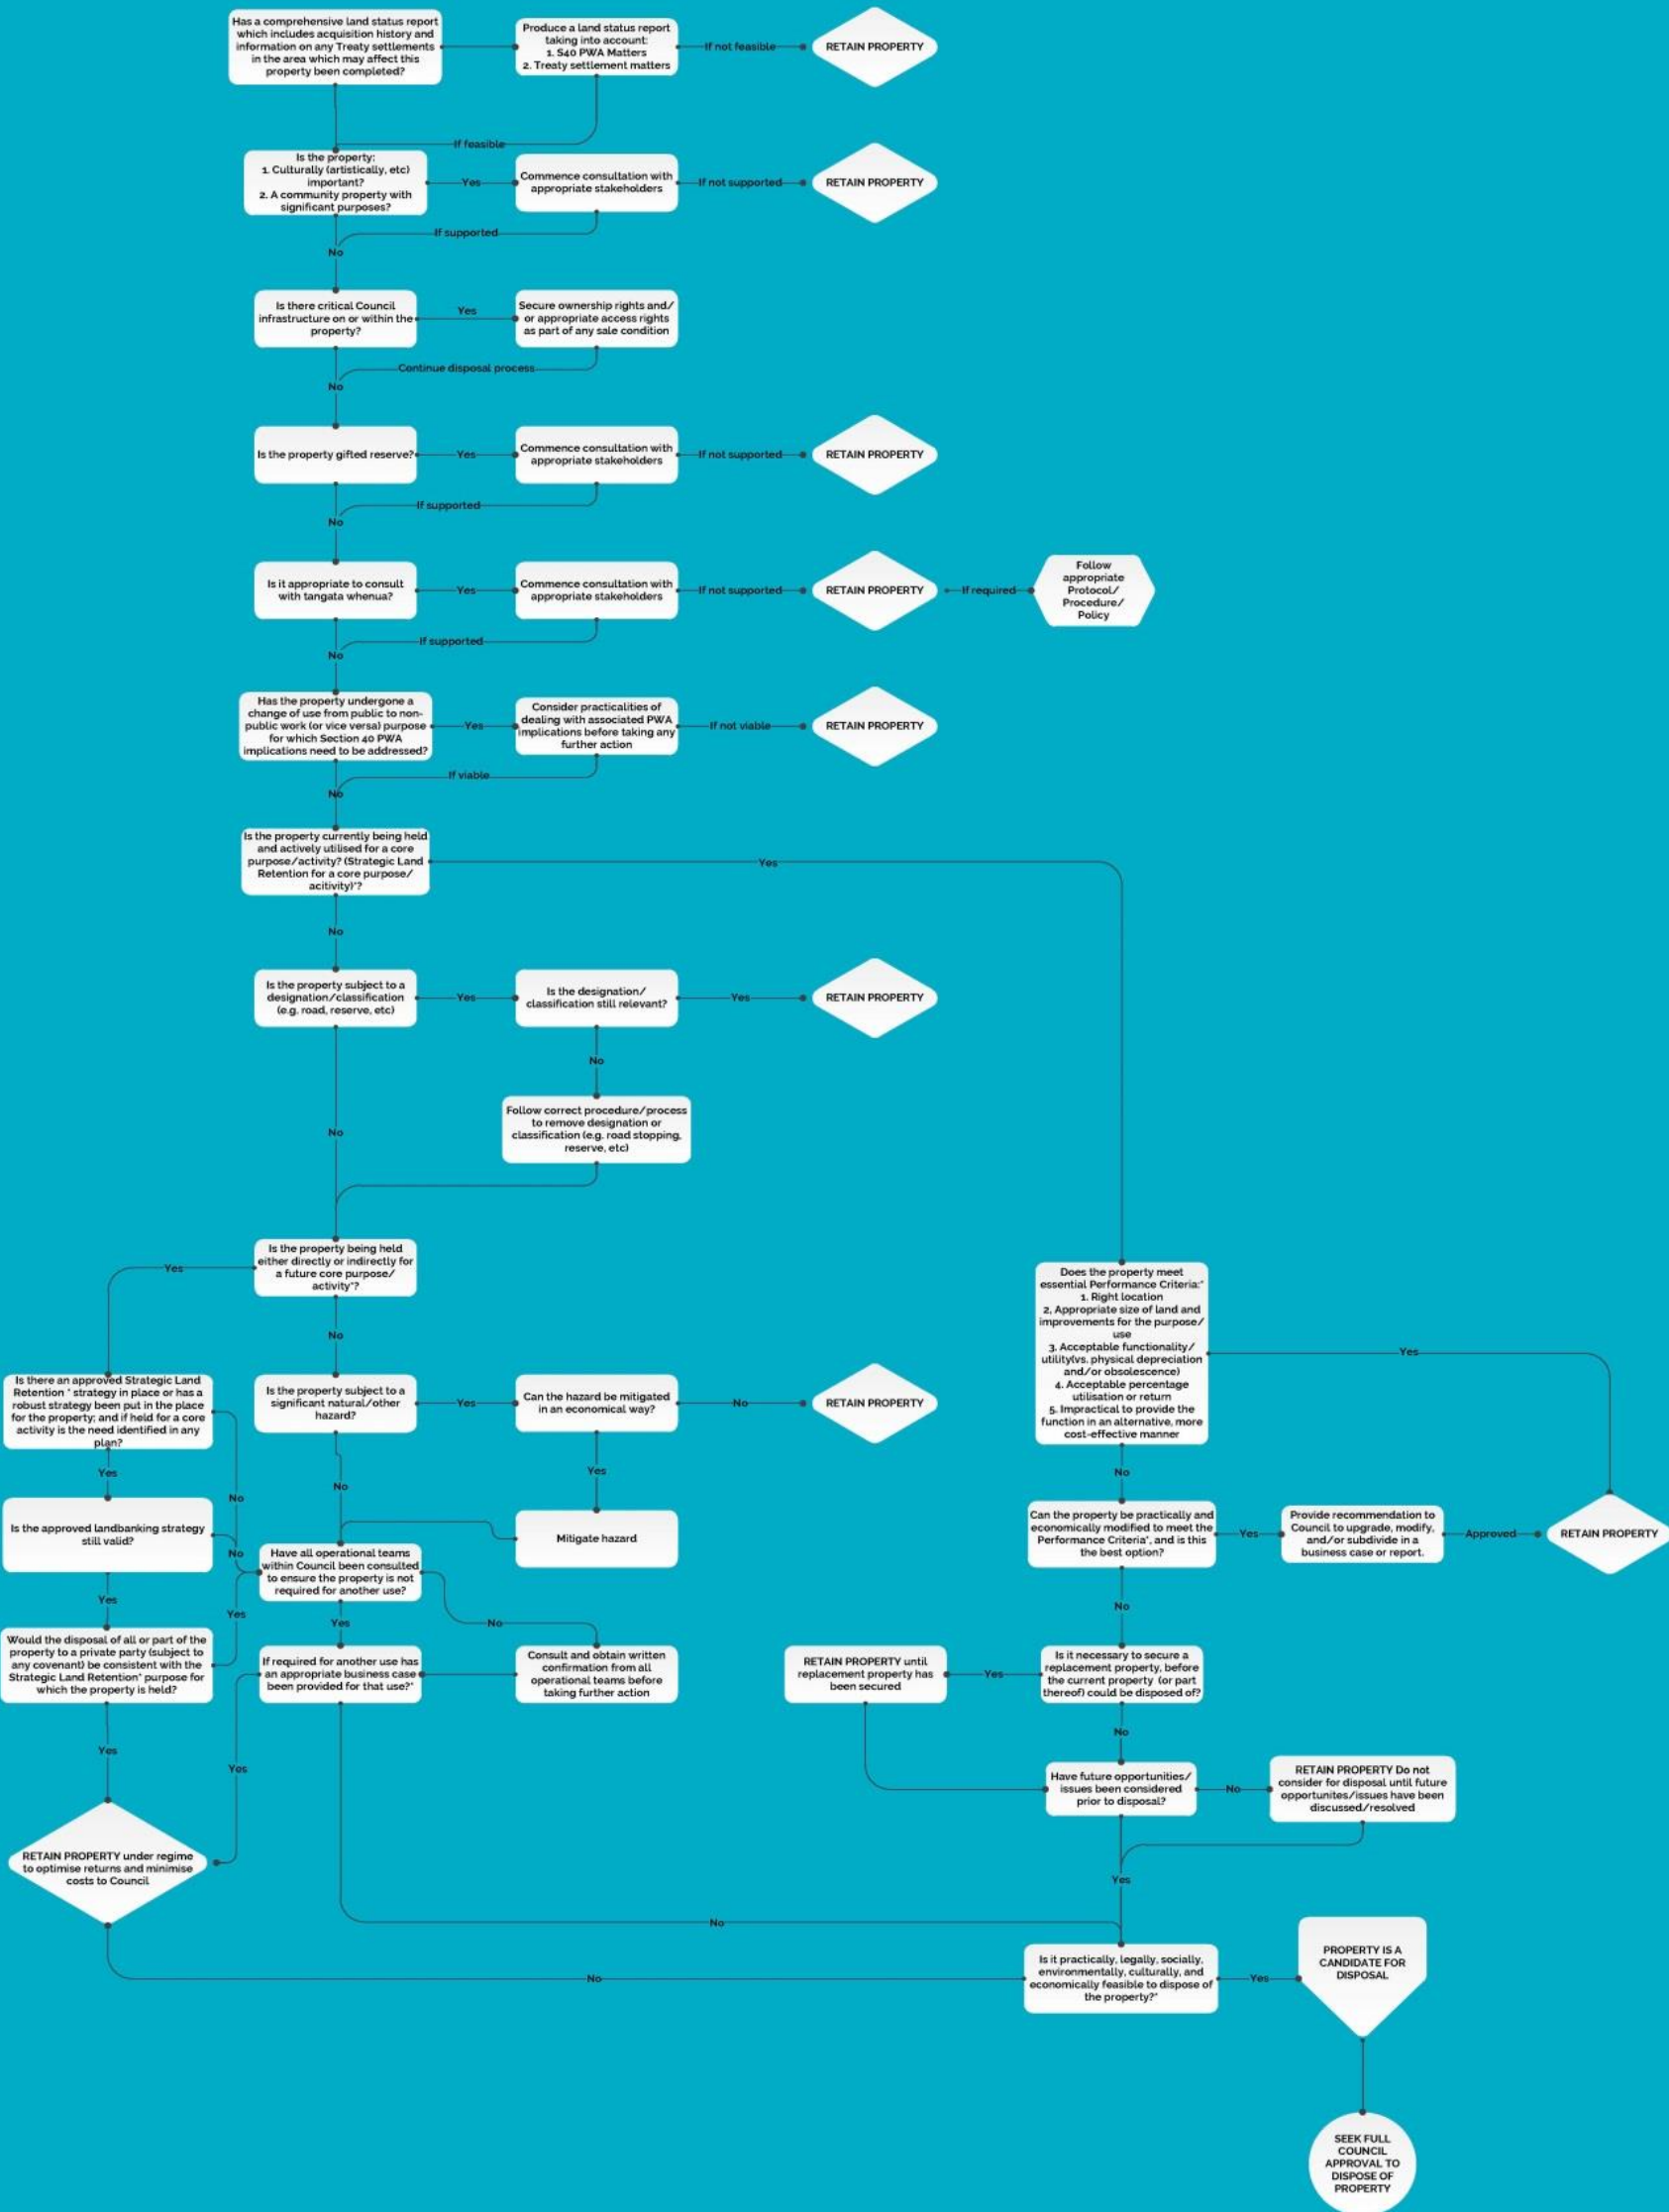 Has a comprehensive land status report
which includes acquisition history and
information on any Treaty settlements
in the area which may affect this
property been completed?
Produce a land status report
taking into account:
1. S40 PWA Matters
2. Treaty settlement matters
If not feasible
RETAIN PROPERTY
If feasible
Is the property:
1. Culturally (artistically, etc)
important?
2. A community property with
significant purposes?
Yes
Commence consultation with
appropriate stakeholders
If not supported
RETAIN PROPERTY
If supported
No
Is there critical Council
infrastructure on or within the
property?
Yes
Secure ownership rights and/
or appropriate access rights
as part of any sale condition
Continue disposal process
No
Is the property gifted reserve?
Yes
Commence consultation with
appropriate stakeholders
If not supported
RETAIN PROPERTY
If supported
No
Is it appropriate to consult
with tangata whenua?
Yes
Commence consultation with
appropriate stakeholders
If not supported
RETAIN PROPERTY
If required
Follow
appropriate
Protocol/
Procedure/
Policy
If supported
No
Has the property undergone a
change of use from public to non-
public work (or vice versa) purpose
for which Section 40 PWA
implications need to be addressed?
Yes
Consider practicalities of
dealing with associated PWA
implications before taking any
further action
If not viable
RETAIN PROPERTY
If viable
No
Is the property currently being held
and actively utilised for a core
purpose/activity? (Strategic Land
Retention for a core purpose/
acitivity)*?
Yes
No
Is the property subject to a
designation/classification
(e.g. road, reserve, etc)
Yes
Is the designation/
classification still relevant?
Yes
RETAIN PROPERTY
No
Follow correct procedure/process
to remove designation or
classification (e.g. road stopping,
reserve, etc)
No
Is the property being held
either directly or indirectly for
a future core purpose/
activity*?
Yes
No
Does the property meet
essential Performance Criteria:*
1. Right location
2, Appropriate size of land and
improvements for the purpose/
use
3. Acceptable functionality/
utility(vs. physical depreciation
and/or obsolescence)
4. Acceptable percentage
utilisation or return
5. Impractical to provide the
function in an alternative, more
cost-effective manner
Yes
Is there an approved Strategic Land
Retention * strategy in place or has a
robust strategy been put in the place
for the property; and if held for a core
activity is the need identified in any
plan?
Is the property subject to a
significant natural/other
hazard?
Yes
Can the hazard be mitigated
in an economical way?
No
RETAIN PROPERTY
Yes
No
No
Yes
No
Is the approved landbanking strategy
still valid?
No
Mitigate hazard
Can the property be practically and
economically modified to meet the
Performance Criteria*, and is this
the best option?
Yes
Provide recommendation to
Council to upgrade, modify,
and/or subdivide in a
business case or report.
Approved
RETAIN PROPERTY
Have all operational teams
within Council been consulted
to ensure the property is not
required for another use?
Yes
Yes
Yes
No
No
Would the disposal of all or part of the
property to a private party (subject to
any covenant) be consistent with the
Strategic Land Retention* purpose for
which the property is held?
If required for another use has
an appropriate business case
been provided for that use?*
Consult and obtain written
confirmation from all
operational teams before
taking further action
RETAIN PROPERTY until
replacement property has
been secured
Yes
Is it necessary to secure a
replacement property, before
the current property (or part
thereof) could be disposed of?
No
Yes
Yes
Have future opportunities/
issues been considered
prior to disposal?
No
RETAIN PROPERTY Do not
consider for disposal until future
opportunites/issues have been
discussed/resolved
RETAIN PROPERTY under regime
to optimise returns and minimise
costs to Council
Yes
No
Is it practically, legally, socially,
environmentally, culturally, and
economically feasible to dispose of
the property?*
No
Yes
PROPERTY IS A
CANDIDATE FOR
DISPOSAL
SEEK FULL
COUNCIL
APPROVAL TO
DISPOSE OF
PROPERTY